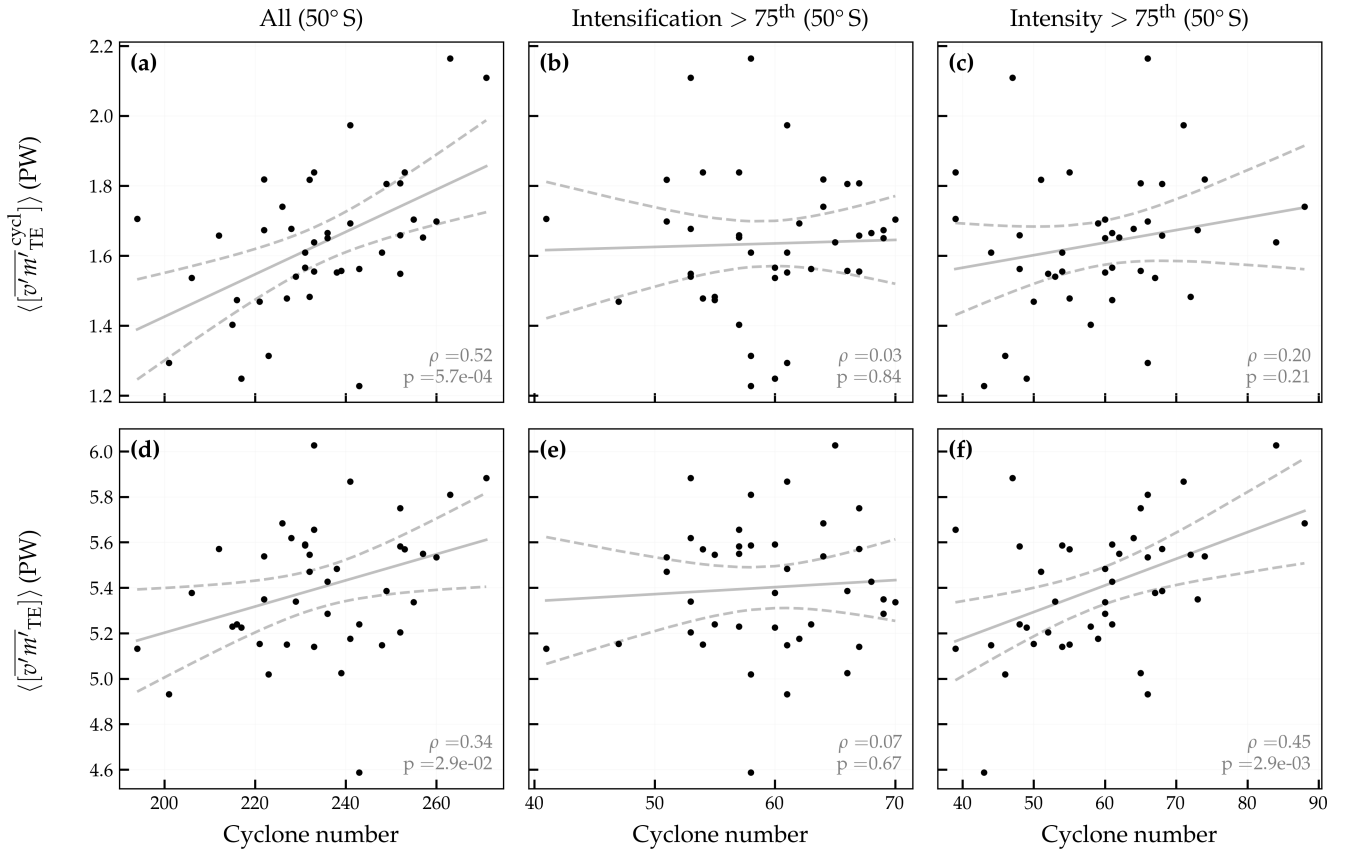 All (50° S)
Intensification > 75th (50° S)
Intensity > 75th (50° S)
⟨[v′m′ cycl TE]⟩ (PW)
2.2
2.0
1.8
1.6
1.4
1.2
(a)
ρ =0.52
p =5.7e-04
(b)
ρ =0.03
p =0.84
(c)
ρ =0.20
p =0.21
⟨[v′m′ TE]⟩ (PW)
6.0
5.8
5.6
5.4
5.2
5.0
4.8
4.6
(d)
ρ =0.34
p =2.9e-02
(e)
ρ =0.07
p =0.67
(f)
ρ =0.45
p =2.9e-03
200 220 240 260
40 50 60 70
40 50 60 70 80 90
Cyclone number
Cyclone number
Cyclone number